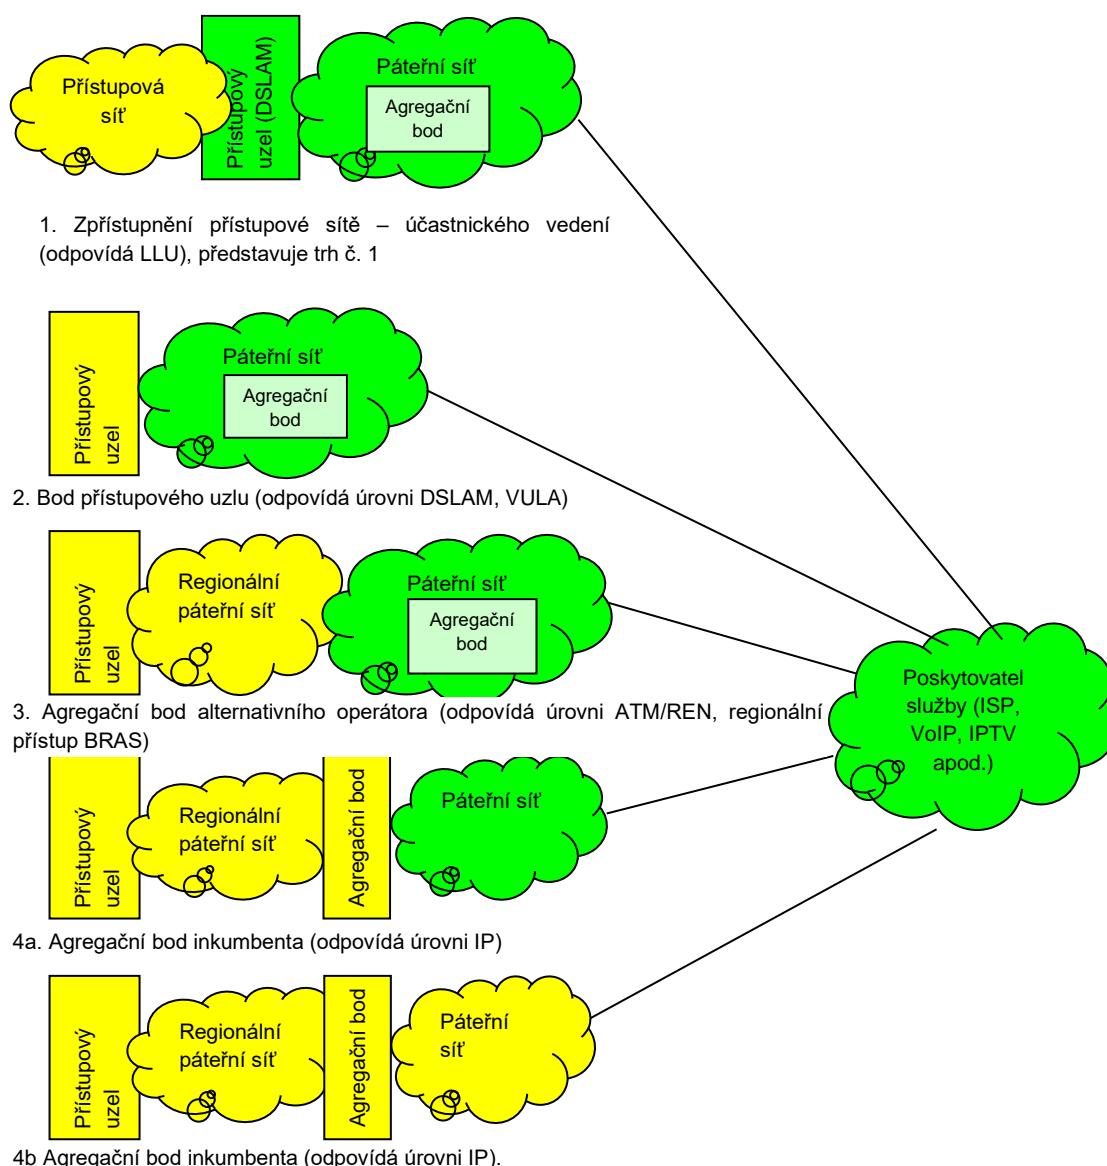 Přístupová
síť
Přístupový
uzel (DSLAM)
Páteřní síť
Agregační
bod
1. Zpřístupnění přístupové sítě – účastnického vedení
(odpovídá LLU), představuje trh č. 1
Přístupový
uzel
Páteřní síť
Agregační
bod
2. Bod přístupového uzlu (odpovídá úrovni DSLAM, VULA)
Přístupový
uzel
Regionální
páteřní síť
Páteřní síť
Agregační
bod
Poskytovatel
služby (ISP,
VoIP, IPTV
apod.)
3. Agregační bod alternativního operátora (odpovídá úrovni ATM/REN, regionální
přístup BRAS)
Přístupový
uzel
Regionální
páteřní síť
Agregační bod
Páteřní síť
4a. Agregační bod inkumbenta (odpovídá úrovni IP)
Přístupový
uzel
Regionální
páteřní síť
Agregační bod
Páteřní
síť
4b Agregační bod inkumbenta (odpovídá úrovni IP).